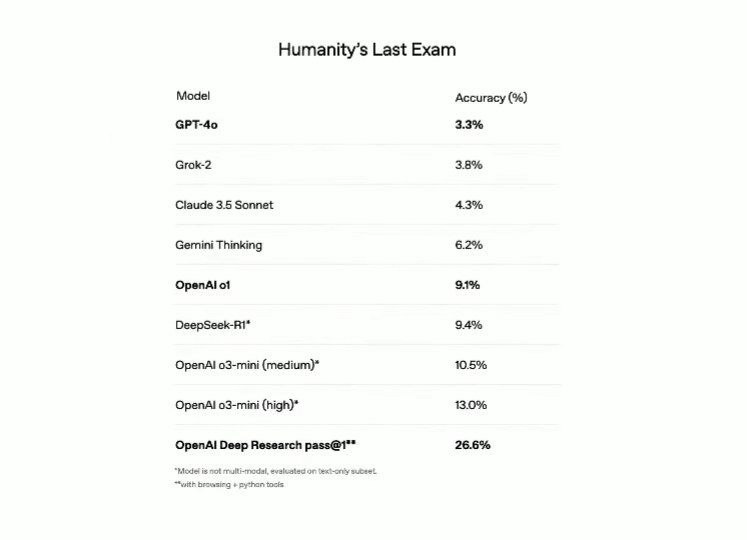 Humanity's Last Exam
Model Accuracy (%)
GPT-4o 3.3%
Grok-2 3.8%
Claude 3.5 Sonnet 4.3%
Gemini Thinking 6.2%
OpenAI o1 9.1%
DeepSeek-R1* 9.4%
OpenAI o3-mini (medium)* 10.5%
OpenAI o3-mini (high)* 13.0%
OpenAI Deep Research pass@1** 26.6%
*Model is not multi-modal, evaluated on text-only subset.
**with browsing + python tools